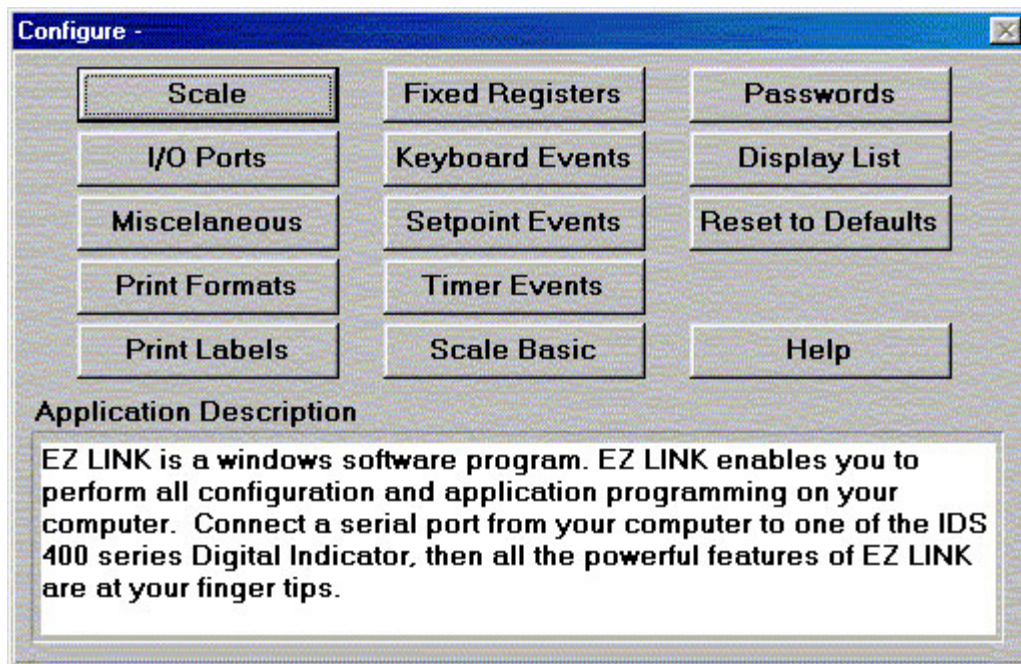 Configure -
Scale
Fixed Registers
Passwords
I/O Ports
Keyboard Events
Display List
Miscelaneous
Setpoint Events
Reset to Defaults
Print Formats
Timer Events
Print Labels
Scale Basic
Help
Application Description
EZ LINK is a windows software program. EZ LINK enables you to
perform all configuration and application programming on your
computer.  Connect a serial port from your computer to one of the IDS
400 series Digital Indicator, then all the powerful features of EZ LINK
are at your finger tips.